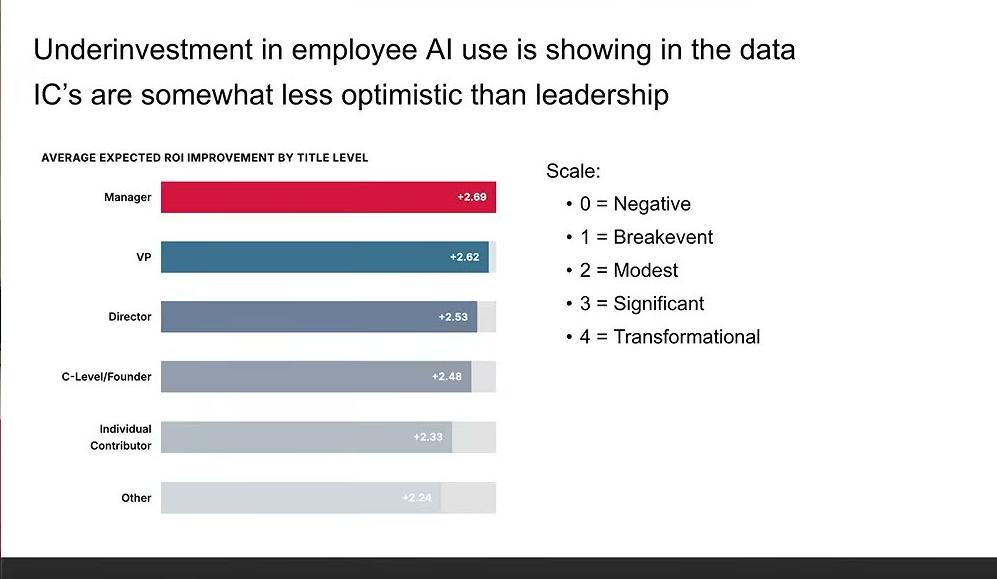 Underinvestment in employee AI use is showing in the data
IC's are somewhat less optimistic than leadership
AVERAGE EXPECTED ROI IMPROVEMENT BY TITLE LEVEL
Manager +2.69
VP +2.62
Director +2.53
C-Level/Founder +2.48
Individual
Contributor +2.33
Other +2.24
Scale:
• 0 = Negative
• 1 = Breakevent
• 2 = Modest
• 3 = Significant
• 4 = Transformational